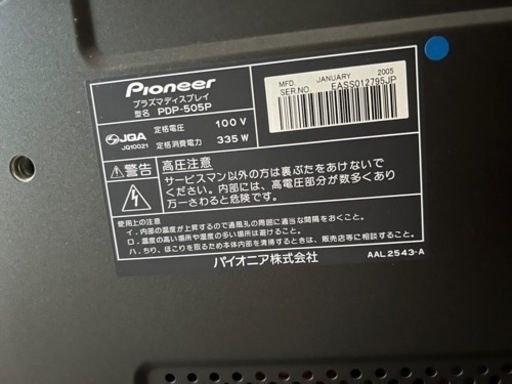 Pioneer
プラズマディスプレイ
型名 PDP-505P
JQA
JQ10021
定格電圧 100 V
定格消費電力 335 W
MFD. JANUARY 2005
SER.NO. EASS012795JP
警告 高圧注意
サービスマン以外の方は裏ぶたをあけないで
ください。内部には、高電圧部分が数多くあり
万一さわると危険です。
使用上の注意
イ. 内部の温度が上昇するので通風孔の周囲に適当な間隔をおくこと。
ロ. 温度の高い場所や湿度の多い場所は避けること。
ハ. ちり、ほこりを取るため本体内部を清掃するときは、販売店等に相談すること。
パイオニア株式会社
AAL2543-A